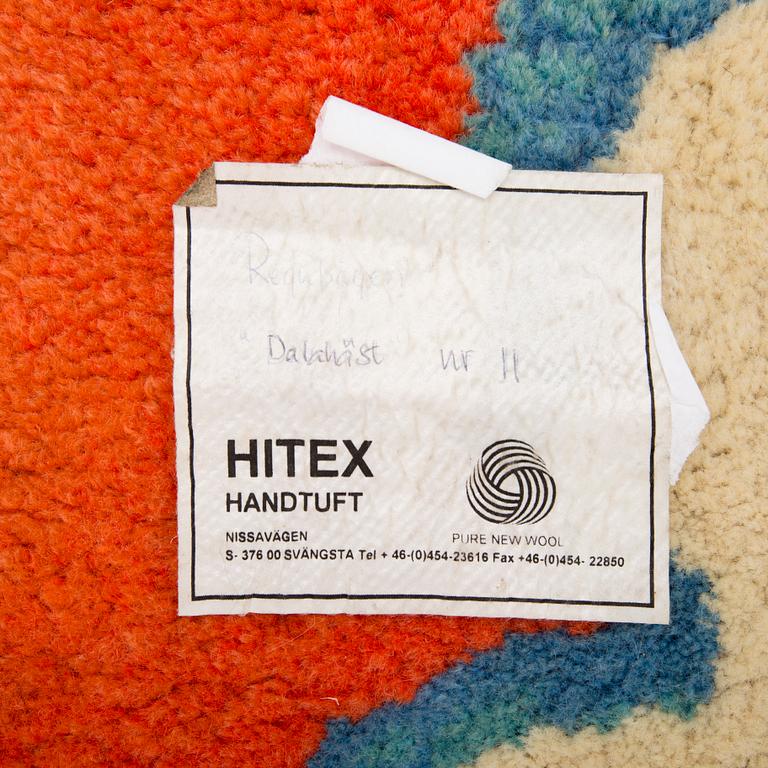 "Dalahäst" nr 11
HITEX
HANDTUFT
NISSAVÄGEN
PURE NEW WOOL
S- 376 00 SVÄNGSTA Tel + 46-(0)454-23616 Fax +46-(0)454- 22850